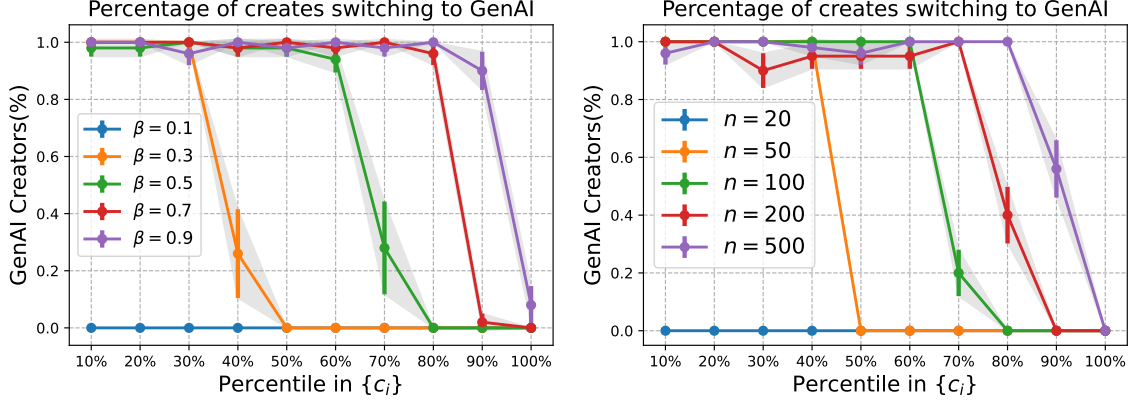 Percentage of creates switching to GenAI
GenAI Creators(%)
1.0
0.8
0.6
0.4
0.2
0.0
β = 0.1
β = 0.3
β = 0.5
β = 0.7
β = 0.9
10% 20% 30% 40% 50% 60% 70% 80% 90% 100%
Percentile in {c_i}
Percentage of creates switching to GenAI
GenAI Creators(%)
1.0
0.8
0.6
0.4
0.2
0.0
n = 20
n = 50
n = 100
n = 200
n = 500
10% 20% 30% 40% 50% 60% 70% 80% 90% 100%
Percentile in {c_i}